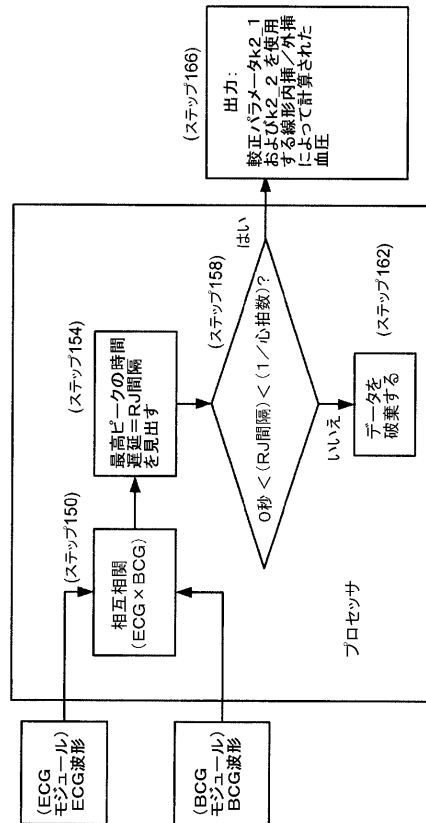 (ECG
モジュール)
ECG波形
(BCG
モジュール)
BCG波形
(ステップ150)
相互相関
(ECG×BCG)
(ステップ154)
最高ピークの時間
遅延=RJ間隔
を見出す
(ステップ158)
0秒<(RJ間隔)<(1/心拍数)?
はい
いいえ
(ステップ162)
データを
破棄する
プロセッサ
(ステップ166)
出力:
較正パラメータk2_1
およびk2_2 を使用
する線形内挿/外挿
によって計算された
血圧